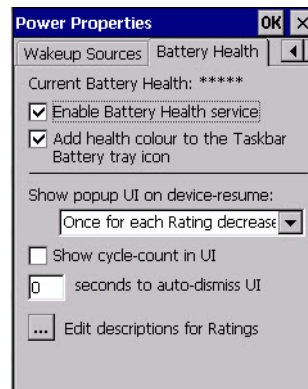 Power Properties OK ×
Wakeup Sources Battery Health
Current Battery Health: *****
Enable Battery Health service
Add health colour to the Taskbar
Battery tray icon
Show popup UI on device-resume:
Once for each Rating decrease
Show cycle-count in UI
0 seconds to auto-dismiss UI
... Edit descriptions for Ratings